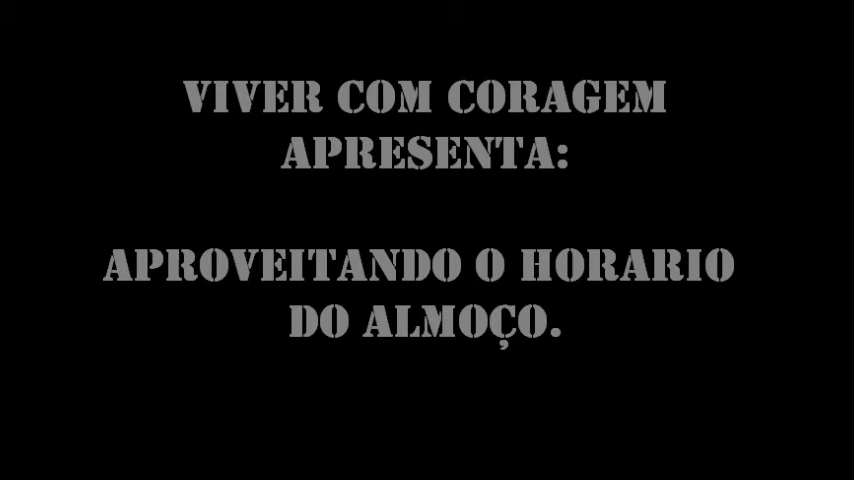 VIVER COM CORAGEM
APRESENTA:
APROVEITANDO O HORARIO
DO ALMOÇO.